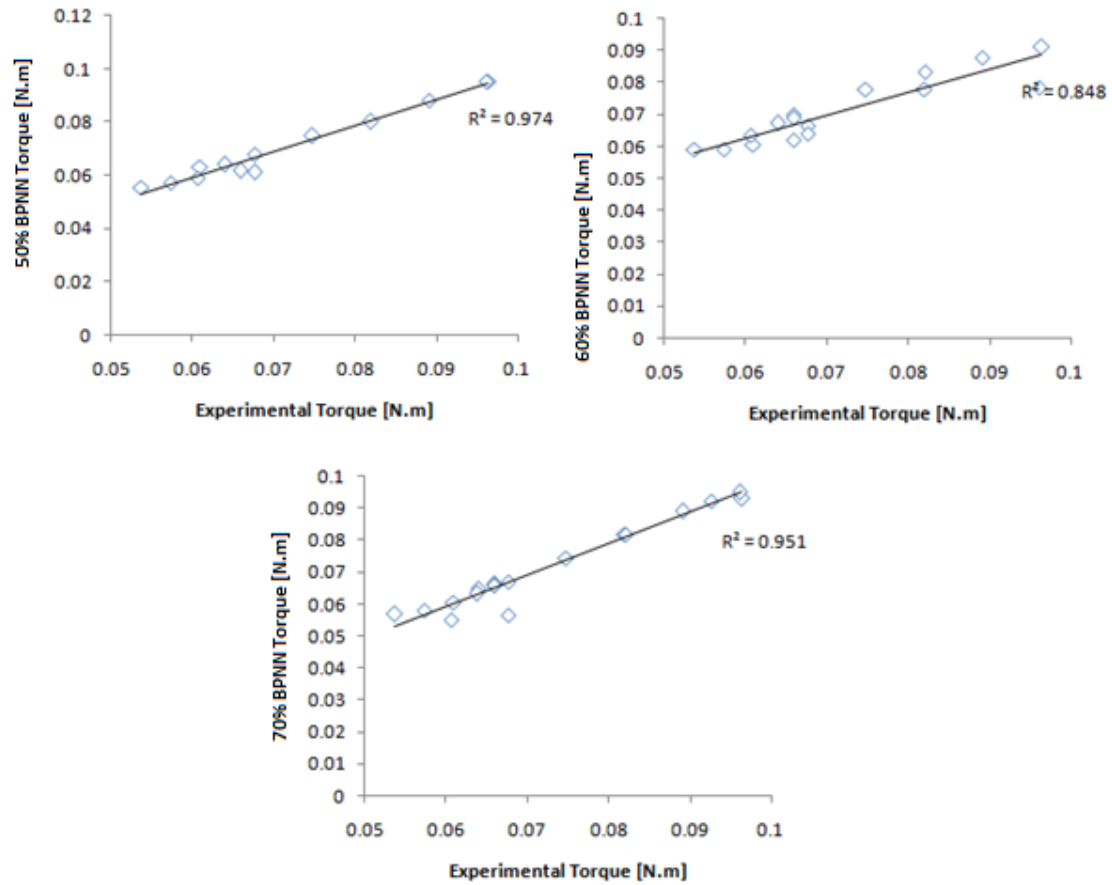 50% BPNN Torque [N.m]
0.12
0.1
0.08
0.06
0.04
0.02
0
R² = 0.974
0.05 0.06 0.07 0.08 0.09 0.1
Experimental Torque [N.m]
60% BPNN Torque [N.m]
0.1
0.09
0.08
0.07
0.06
0.05
0.04
0.03
0.02
0.01
0
R² = 0.848
0.05 0.06 0.07 0.08 0.09 0.1
Experimental Torque [N.m]
70% BPNN Torque [N.m]
0.1
0.09
0.08
0.07
0.06
0.05
0.04
0.03
0.02
0.01
0
R² = 0.951
0.05 0.06 0.07 0.08 0.09 0.1
Experimental Torque [N.m]